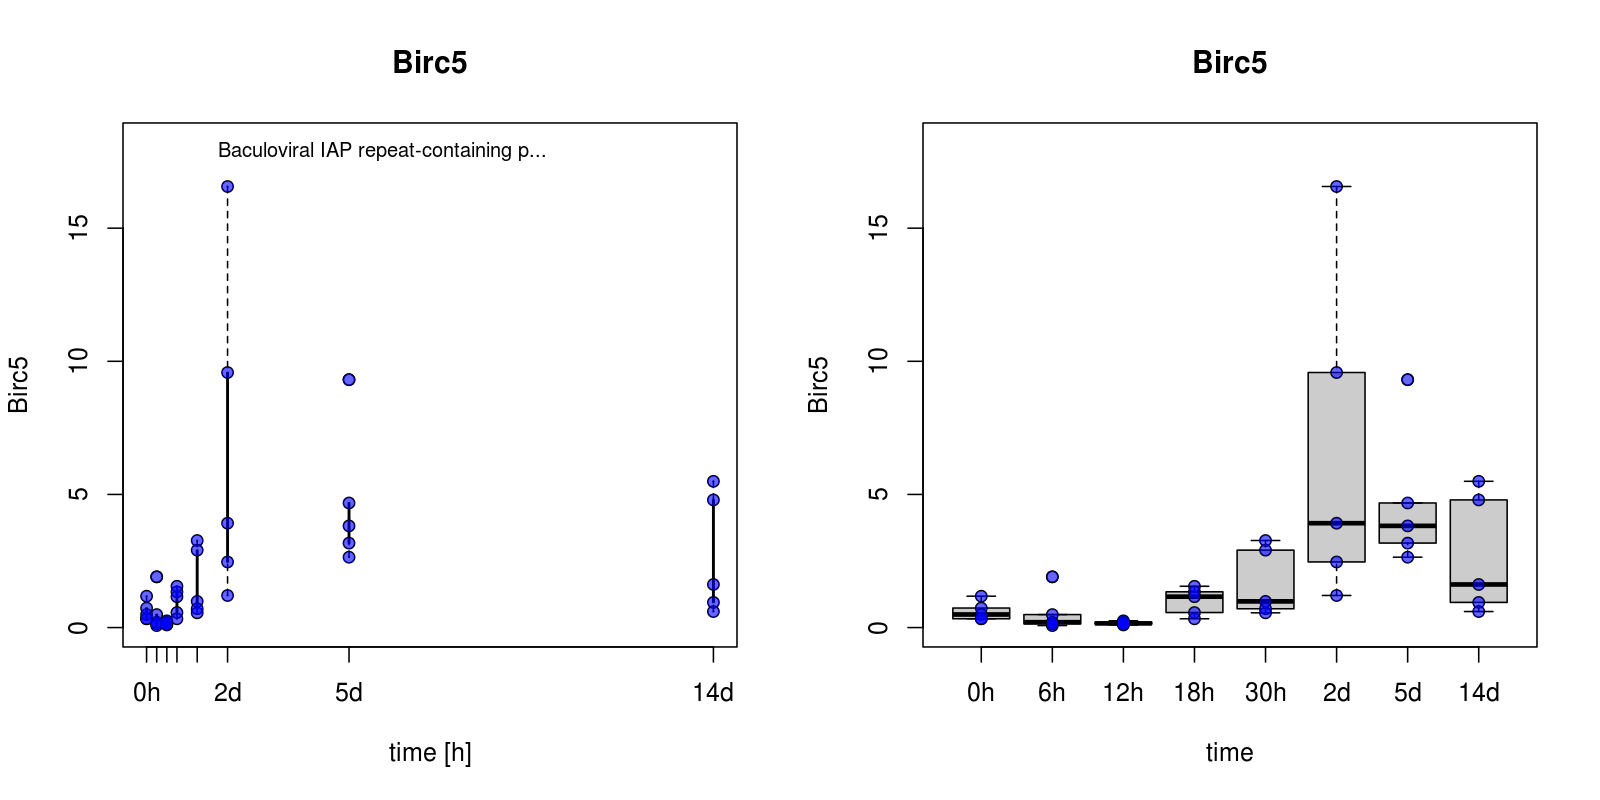 Birc5
Baculoviral IAP repeat-containing p...
Birc5
15
10
5
0
0h 2d 5d 14d
time [h]
Birc5
Birc5
15
10
5
0
0h 6h 12h 18h 30h 2d 5d 14d
time